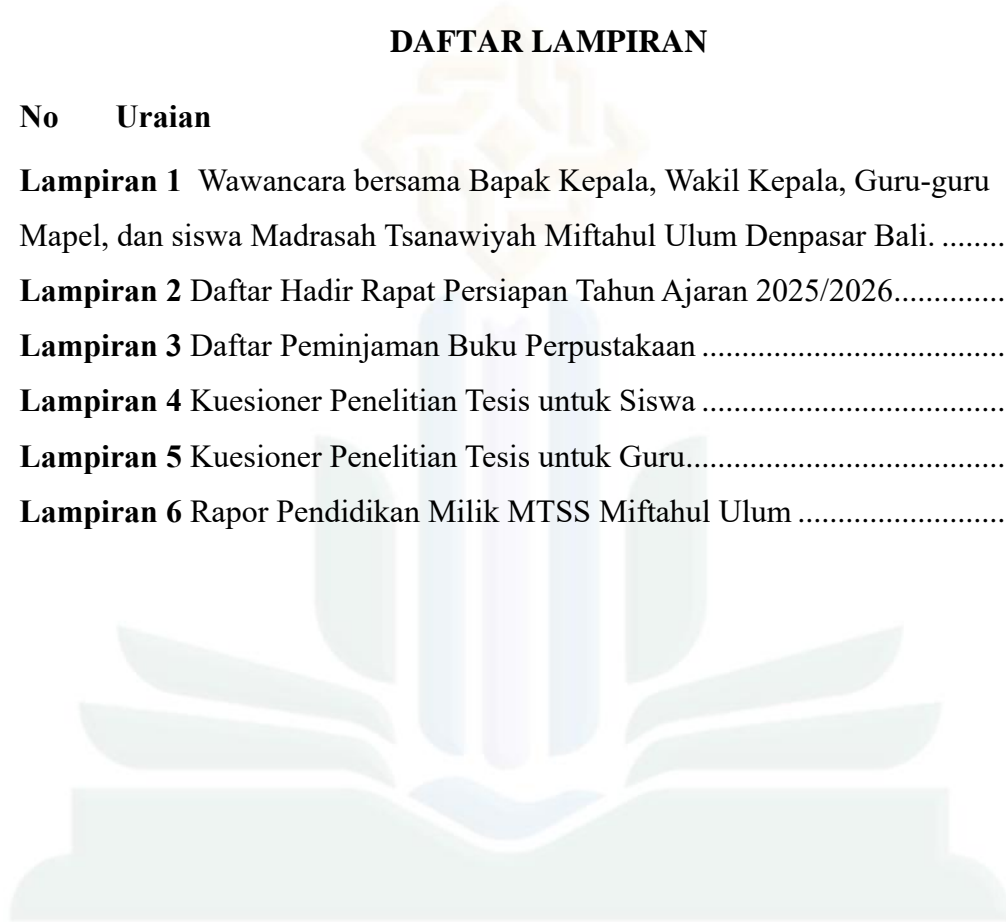 DAFTAR LAMPIRAN
No Uraian
Lampiran 1 Wawancara bersama Bapak Kepala, Wakil Kepala, Guru-guru
Mapel, dan siswa Madrasah Tsanawiyah Miftahul Ulum Denpasar Bali. ........
Lampiran 2 Daftar Hadir Rapat Persiapan Tahun Ajaran 2025/2026..............
Lampiran 3 Daftar Peminjaman Buku Perpustakaan ......................................
Lampiran 4 Kuesioner Penelitian Tesis untuk Siswa ......................................
Lampiran 5 Kuesioner Penelitian Tesis untuk Guru........................................
Lampiran 6 Rapor Pendidikan Milik MTSS Miftahul Ulum ..........................